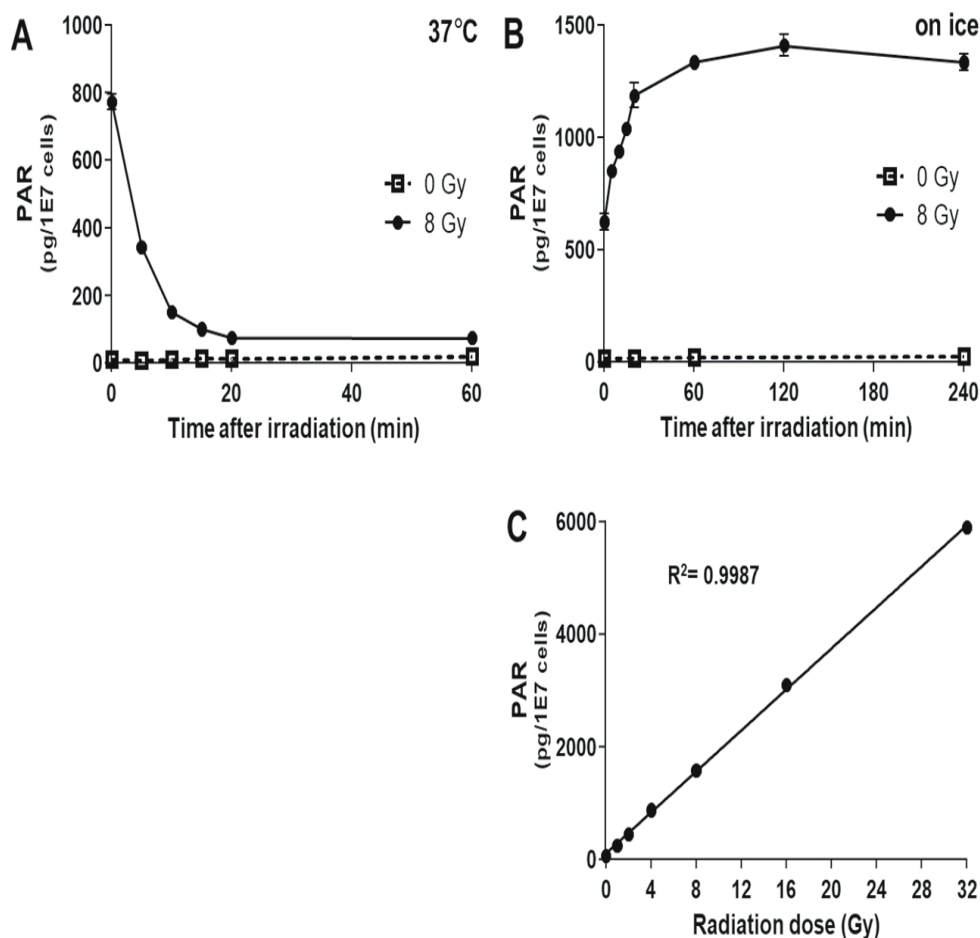 A
37°C
1000
800
600
400
200
0
PAR
(pg/1E7 cells)
0 Gy
8 Gy
0
20
40
60
Time after irradiation (min)
B
on ice
1500
1000
500
0
PAR
(pg/1E7 cells)
0 Gy
8 Gy
0
60
120
180
240
Time after irradiation (min)
C
R²= 0.9987
6000
4000
2000
0
PAR
(pg/1E7 cells)
0 4 8 12 16 20 24 28 32
Radiation dose (Gy)